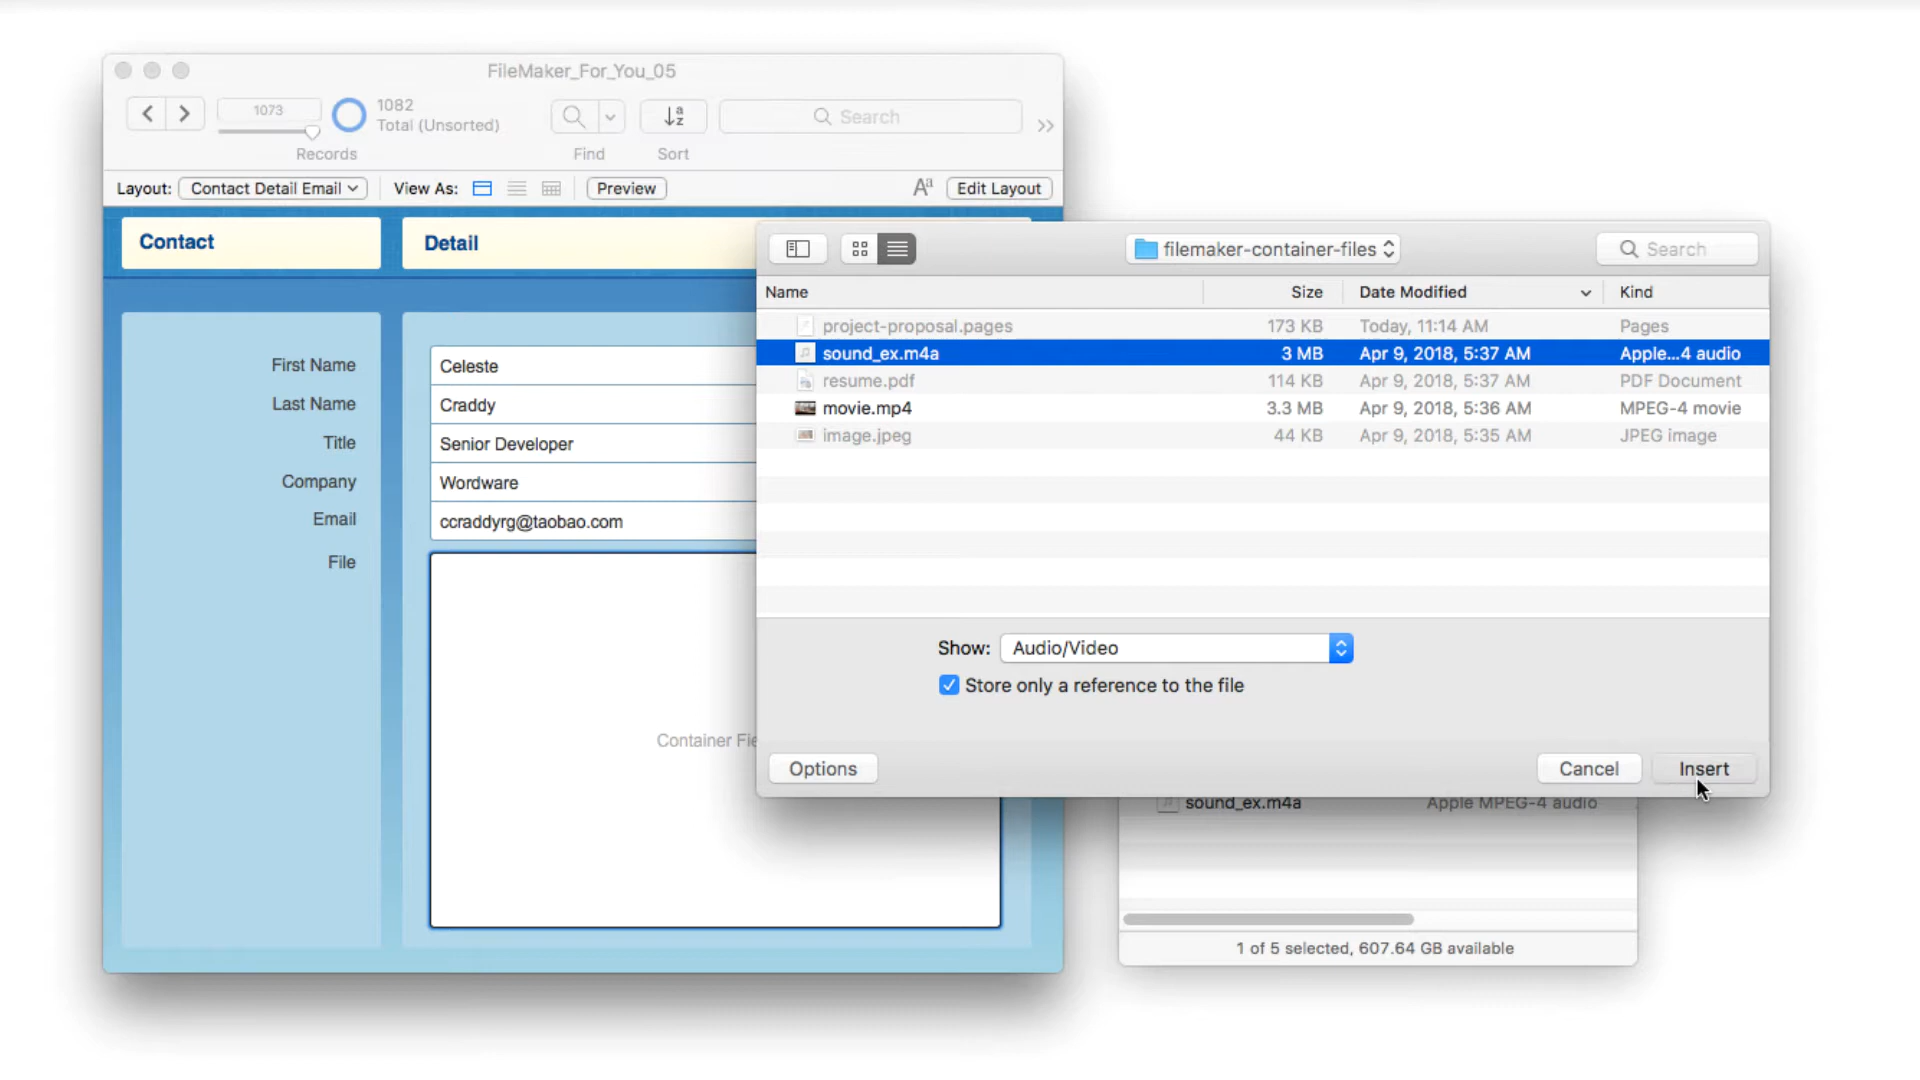 FileMaker_For_You_05
1073
1082
Total (Unsorted)
Search
Records
Find
Sort
Layout: Contact Detail Email
View As:
Preview
Aa
Edit Layout
Contact
Detail
First Name
Celeste
Last Name
Craddy
Title
Senior Developer
Company
Wordware
Email
ccraddyrg@taobao.com
File
Container Fie
filemaker-container-files
Search
Name Size Date Modified Kind
project-proposal.pages 173 KB Today, 11:14 AM Pages
sound_ex.m4a 3 MB Apr 9, 2018, 5:37 AM Apple...4 audio
resume.pdf 114 KB Apr 9, 2018, 5:37 AM PDF Document
movie.mp4 3.3 MB Apr 9, 2018, 5:36 AM MPEG-4 movie
image.jpeg 44 KB Apr 9, 2018, 5:35 AM JPEG image
Show: Audio/Video
Store only a reference to the file
Options
Cancel
Insert
sound_ex.m4a Apple MPEG-4 audio
1 of 5 selected, 607.64 GB available